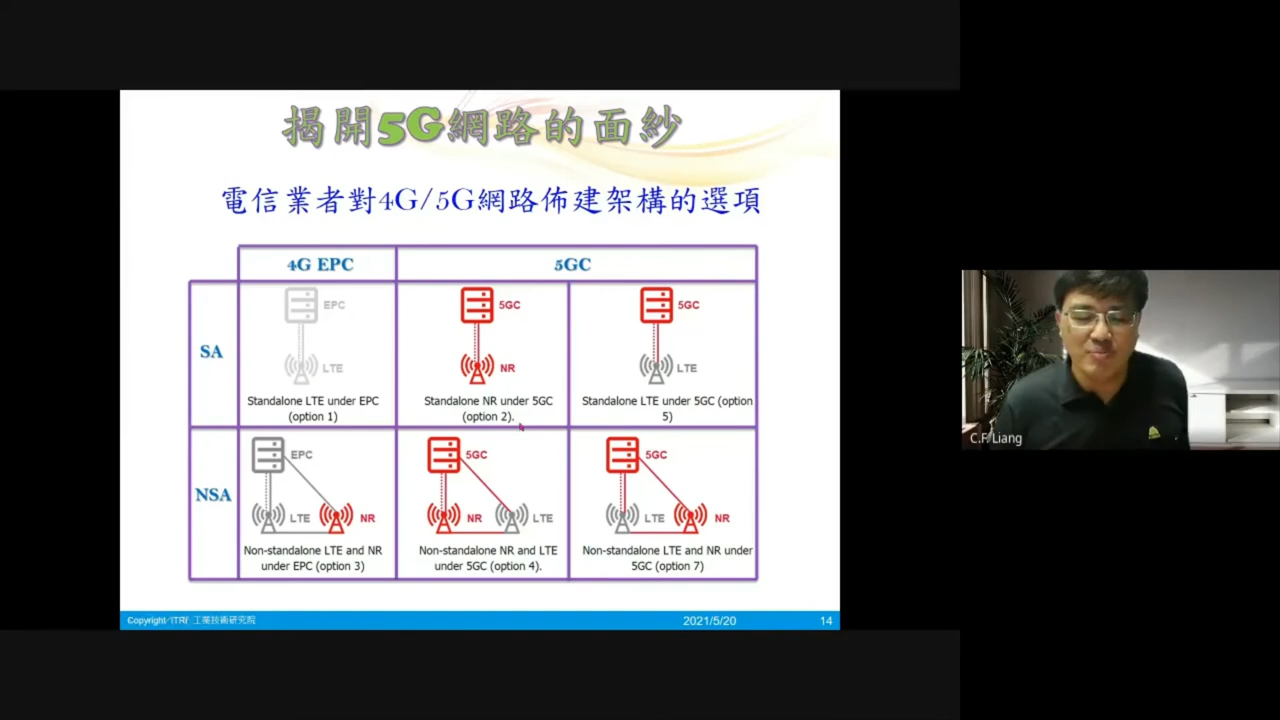 揭開5G網路的面紗
電信業者對4G/5G網路佈建架構的選項
4G EPC
5GC
SA
EPC
LTE
Standalone LTE under EPC
(option 1)
5GC
NR
Standalone NR under 5GC
(option 2).
5GC
LTE
Standalone LTE under 5GC (option
5)
NSA
EPC
LTE
NR
Non-standalone LTE and NR
under EPC (option 3)
5GC
NR
LTE
Non-standalone NR and LTE
under 5GC (option 4).
5GC
LTE
NR
Non-standalone LTE and NR under
5GC (option 7)
Copyright ITRI 工業技術研究院
2021/5/20
14
C.F. Liang